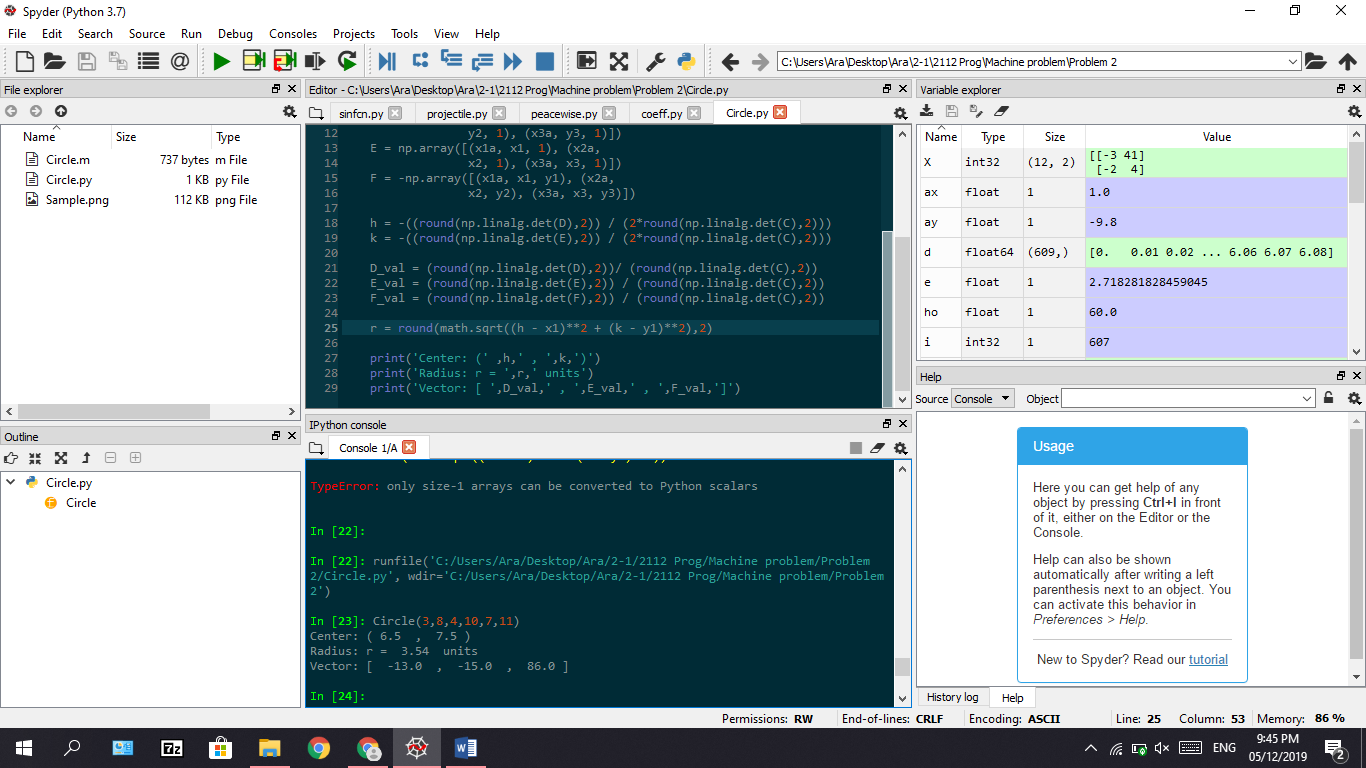 Spyder (Python 3.7)
File Edit Search Source Run Debug Consoles Projects Tools View Help
C:\Users\Ara\Desktop\Ara\2-1\2112 Prog\Machine problem\Problem 2
File explorer
Name Size Type
Circle.m 737 bytes m File
Circle.py 1 KB py File
Sample.png 112 KB png File
Outline
Circle.py
Circle
Editor - C:\Users\Ara\Desktop\Ara\2-1\2112 Prog\Machine problem\Problem 2\Circle.py
sinfcn.py projectile.py peacewise.py coeff.py Circle.py
12 y2, 1), (x3a, y3, 1)])
13 E = np.array([(x1a, x1, 1), (x2a,
14 x2, 1), (x3a, x3, 1)])
15 F = -np.array([(x1a, x1, y1), (x2a,
16 x2, y2), (x3a, x3, y3)])
17
18 h = -((round(np.linalg.det(D),2)) / (2*round(np.linalg.det(C),2)))
19 k = -((round(np.linalg.det(E),2)) / (2*round(np.linalg.det(C),2)))
20
21 D_val = (round(np.linalg.det(D),2))/ (round(np.linalg.det(C),2))
22 E_val = (round(np.linalg.det(E),2)) / (round(np.linalg.det(C),2))
23 F_val = (round(np.linalg.det(F),2)) / (round(np.linalg.det(C),2))
24
25 r = round(math.sqrt((h - x1)**2 + (k - y1)**2),2)
26
27 print('Center: (' ,h,' , ',k,')')
28 print('Radius: r = ',r,' units')
29 print('Vector: [ ',D_val,' , ',E_val,' , ',F_val,']')
IPython console
Console 1/A
TypeError: only size-1 arrays can be converted to Python scalars
In [22]:
In [22]: runfile('C:/Users/Ara/Desktop/Ara/2-1/2112 Prog/Machine problem/Problem
2/Circle.py', wdir='C:/Users/Ara/Desktop/Ara/2-1/2112 Prog/Machine problem/Problem
2')
In [23]: Circle(3,8,4,10,7,11)
Center: ( 6.5 , 7.5 )
Radius: r = 3.54 units
Vector: [ -13.0 , -15.0 , 86.0 ]
In [24]:
Variable explorer
Name Type Size Value
X int32 (12, 2) [[-3 41]
[-2 4]
ax float 1 1.0
ay float 1 -9.8
d float64 (609,) [0. 0.01 0.02 ... 6.06 6.07 6.08]
e float 1 2.718281828459045
ho float 1 60.0
i int32 1 607
Help
Source Console Object
Usage
Here you can get help of any
object by pressing Ctrl+I in front
of it, either on the Editor or the
Console.
Help can also be shown
automatically after writing a left
parenthesis next to an object. You
can activate this behavior in
Preferences > Help.
New to Spyder? Read our tutorial
History log Help
Permissions: RW End-of-lines: CRLF Encoding: ASCII Line: 25 Column: 53 Memory: 86 %
7z
W
ENG
9:45 PM
05/12/2019
2